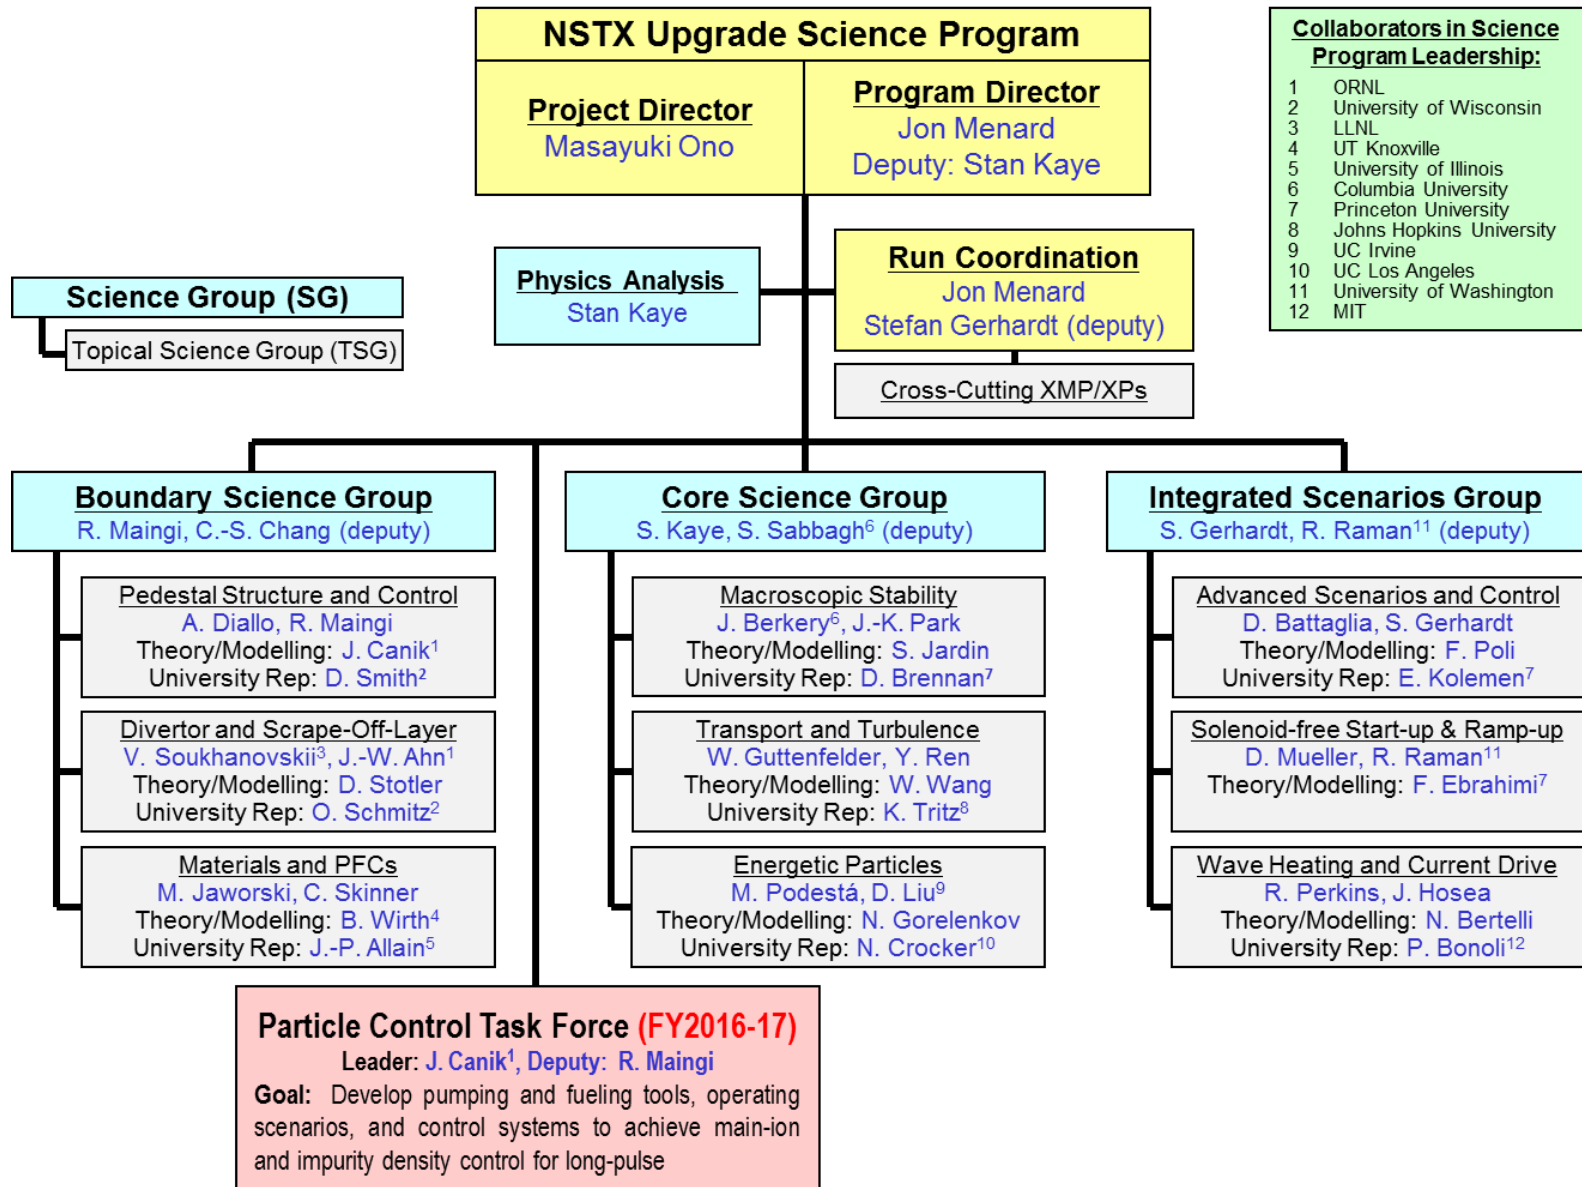 NSTX Upgrade Science Program
Project Director
Masayuki Ono
Program Director
Jon Menard
Deputy: Stan Kaye
Collaborators in Science
Program Leadership:
1 ORNL
2 University of Wisconsin
3 LLNL
4 UT Knoxville
5 University of Illinois
6 Columbia University
7 Princeton University
8 Johns Hopkins University
9 UC Irvine
10 UC Los Angeles
11 University of Washington
12 MIT
Science Group (SG)
Topical Science Group (TSG)
Physics Analysis
Stan Kaye
Run Coordination
Jon Menard
Stefan Gerhardt (deputy)
Cross-Cutting XMP/XPs
Boundary Science Group
R. Maingi, C.-S. Chang (deputy)
Pedestal Structure and Control
A. Diallo, R. Maingi
Theory/Modelling: J. Canik¹
University Rep: D. Smith²
Divertor and Scrape-Off-Layer
V. Soukhanovskii³, J.-W. Ahn¹
Theory/Modelling: D. Stotler
University Rep: O. Schmitz²
Materials and PFCs
M. Jaworski, C. Skinner
Theory/Modelling: B. Wirth⁴
University Rep: J.-P. Allain⁵
Core Science Group
S. Kaye, S. Sabbagh⁶ (deputy)
Macroscopic Stability
J. Berkery⁶, J.-K. Park
Theory/Modelling: S. Jardin
University Rep: D. Brennan⁷
Transport and Turbulence
W. Guttenfelder, Y. Ren
Theory/Modelling: W. Wang
University Rep: K. Tritz⁸
Energetic Particles
M. Podestá, D. Liu⁹
Theory/Modelling: N. Gorelenkov
University Rep: N. Crocker¹⁰
Integrated Scenarios Group
S. Gerhardt, R. Raman¹¹ (deputy)
Advanced Scenarios and Control
D. Battaglia, S. Gerhardt
Theory/Modelling: F. Poli
University Rep: E. Kolemen⁷
Solenoid-free Start-up & Ramp-up
D. Mueller, R. Raman¹¹
Theory/Modelling: F. Ebrahimi⁷
Wave Heating and Current Drive
R. Perkins, J. Hosea
Theory/Modelling: N. Bertelli
University Rep: P. Bonoli¹²
Particle Control Task Force (FY2016-17)
Leader: J. Canik¹, Deputy: R. Maingi
Goal: Develop pumping and fueling tools, operating
scenarios, and control systems to achieve main-ion
and impurity density control for long-pulse